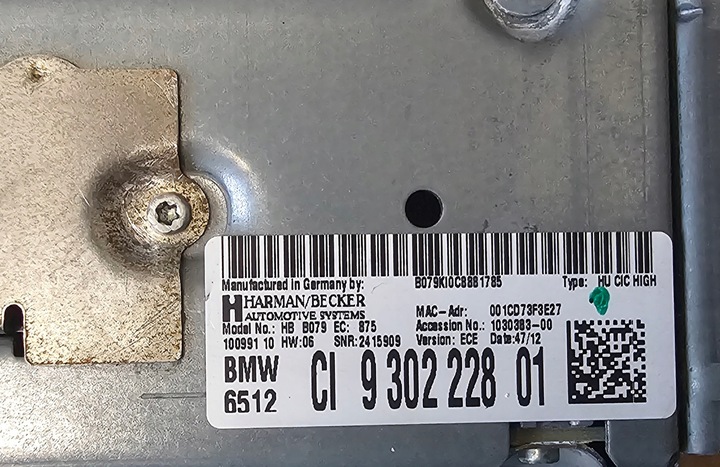 Manufactured in Germany by: B079KI0C8881785 Type: HU CIC HIGH
HARMAN/BECKER
AUTOMOTIVE SYSTEMS
MAC-Adr: 001CD73F3E27
Model No.: HB B079 EC: 875 Accession No.: 1030383-00
100991 10 HW:06 SNR:2415909 Version: ECE Date:47/12
BMW CI 9 302 228 01
6512